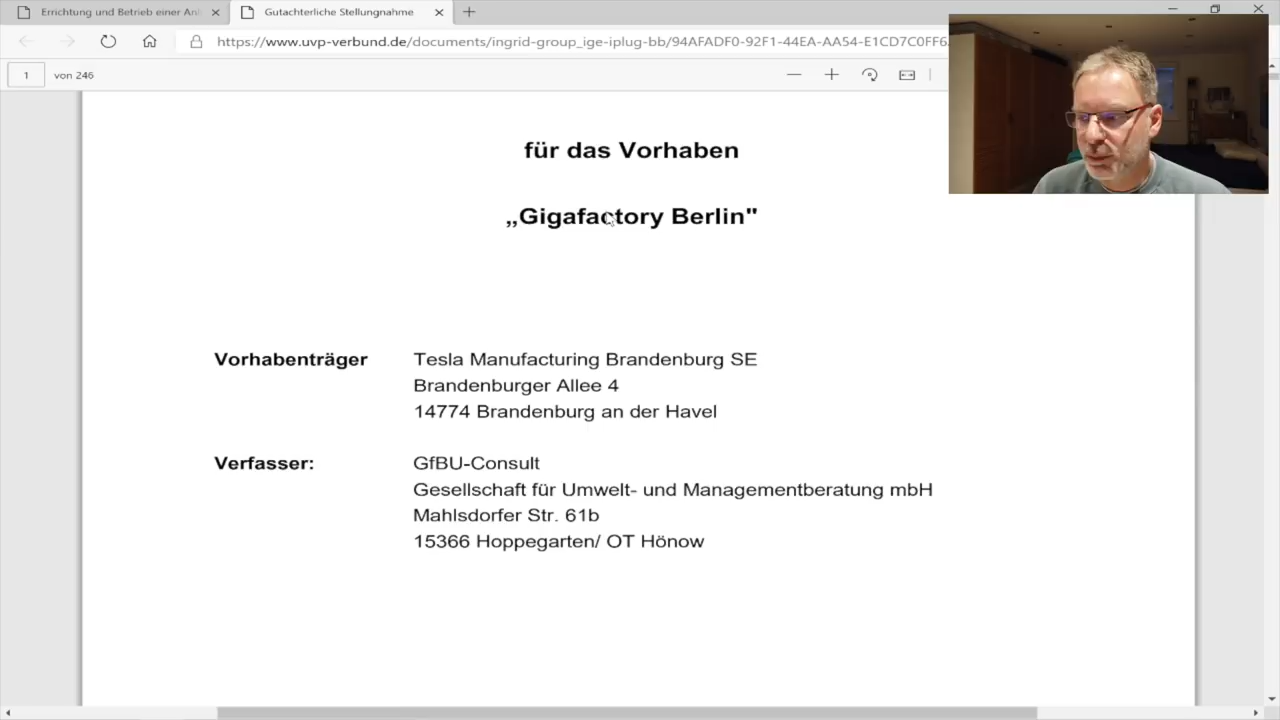 Errichtung und Betrieb einer Anl
Gutachterliche Stellungnahme
https://www.uvp-verbund.de/documents/ingrid-group_ige-iplug-bb/94AFADF0-92F1-44EA-AA54-E1CD7C0FF6
1 von 246
für das Vorhaben
„Gigafactory Berlin"
Vorhabenträger Tesla Manufacturing Brandenburg SE
Brandenburger Allee 4
14774 Brandenburg an der Havel
Verfasser: GfBU-Consult
Gesellschaft für Umwelt- und Managementberatung mbH
Mahlsdorfer Str. 61b
15366 Hoppegarten/ OT Hönow